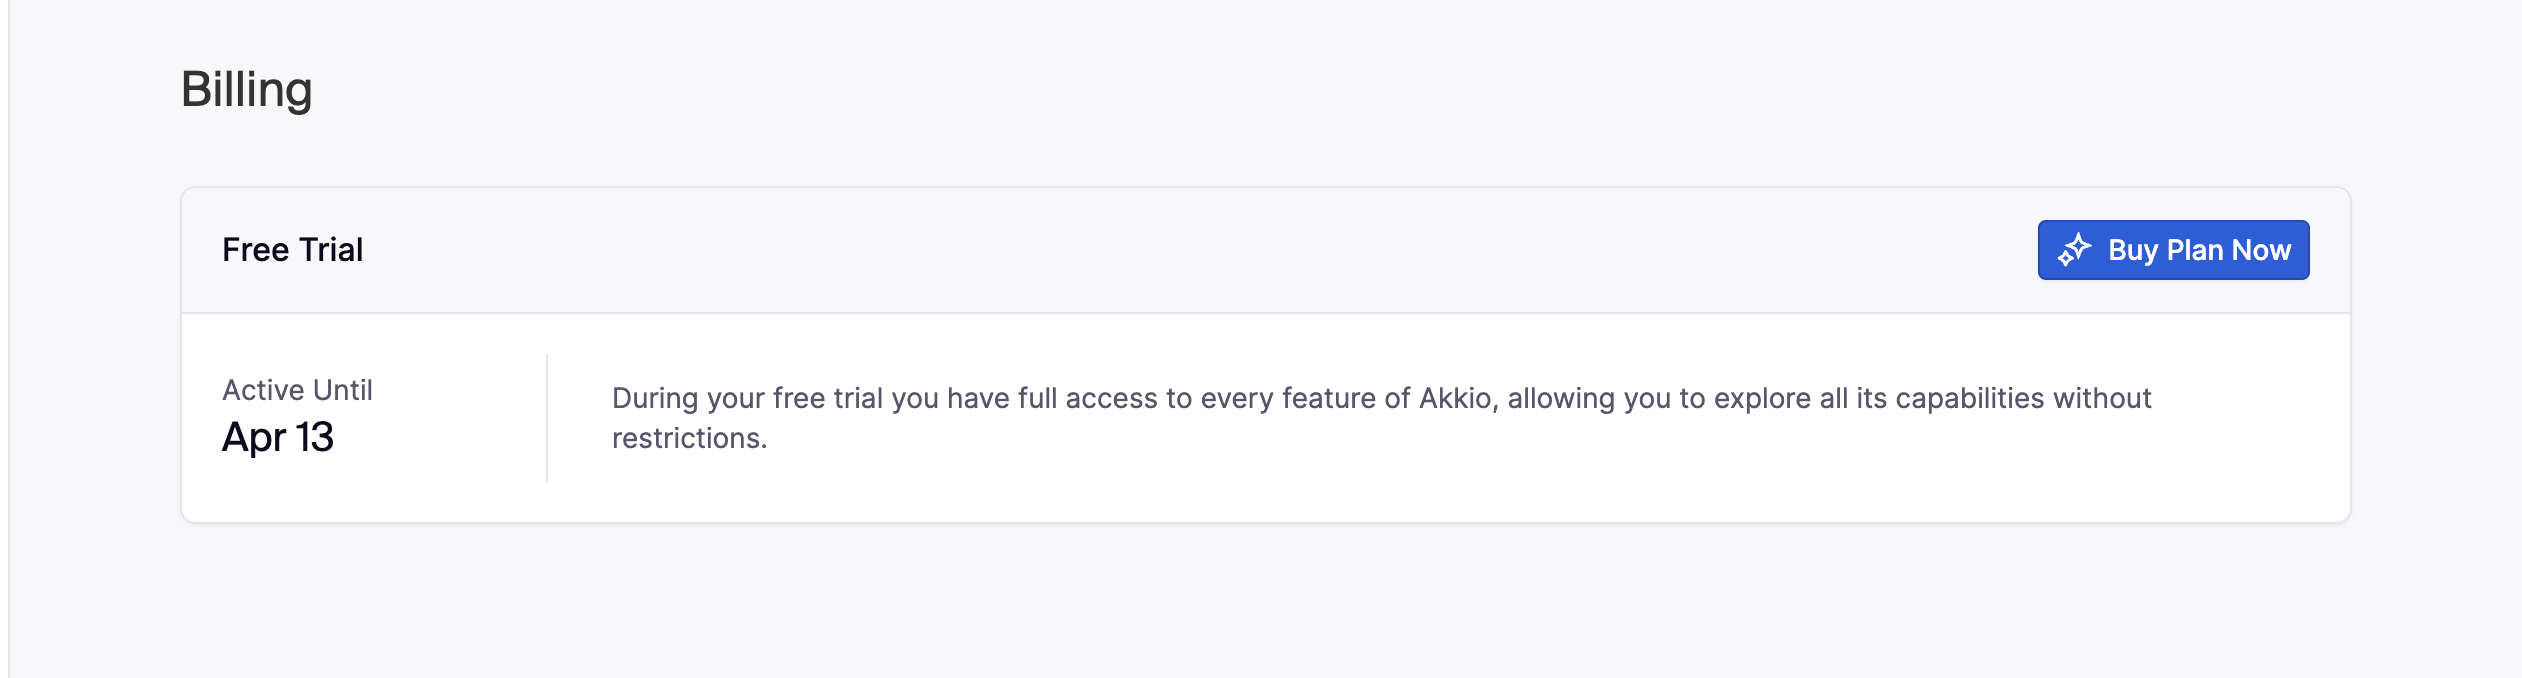 Billing
Free Trial
Buy Plan Now
Active Until
Apr 13
During your free trial you have full access to every feature of Akkio, allowing you to explore all its capabilities without
restrictions.